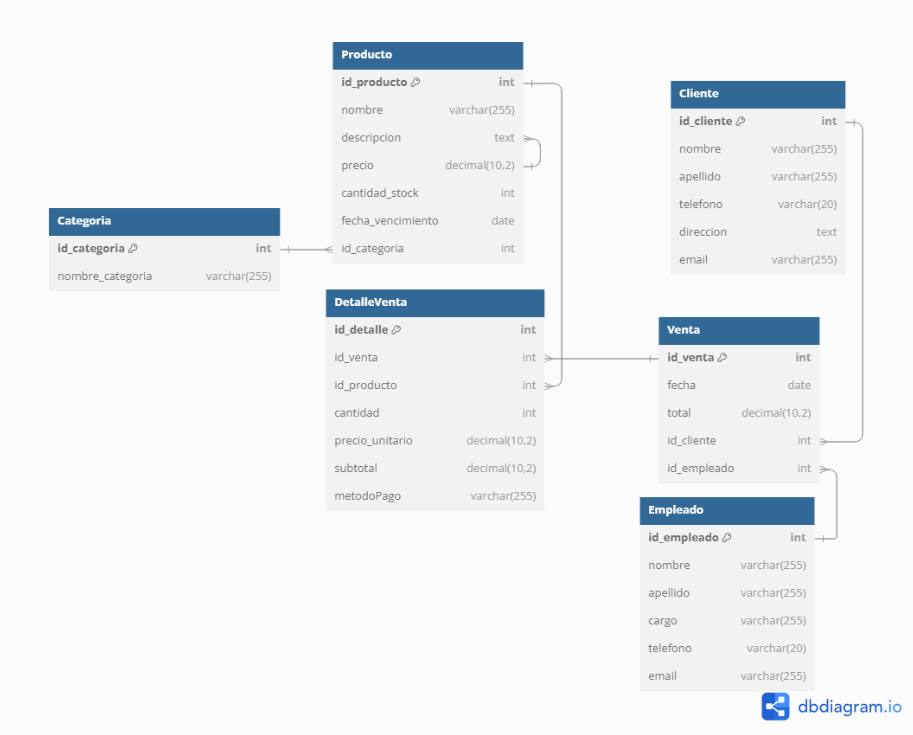 Producto
id_producto int
nombre varchar(255)
descripcion text
precio decimal(10,2)
cantidad_stock int
fecha_vencimiento date
id_categoria int
Cliente
id_cliente int
nombre varchar(255)
apellido varchar(255)
telefono varchar(20)
direccion text
email varchar(255)
Categoria
id_categoria int
nombre_categoria varchar(255)
DetalleVenta
id_detalle int
id_venta int
id_producto int
cantidad int
precio_unitario decimal(10,2)
subtotal decimal(10,2)
metodoPago varchar(255)
Venta
id_venta int
fecha date
total decimal(10,2)
id_cliente int
id_empleado int
Empleado
id_empleado int
nombre varchar(255)
apellido varchar(255)
cargo varchar(255)
telefono varchar(20)
email varchar(255)
dbdiagram.io